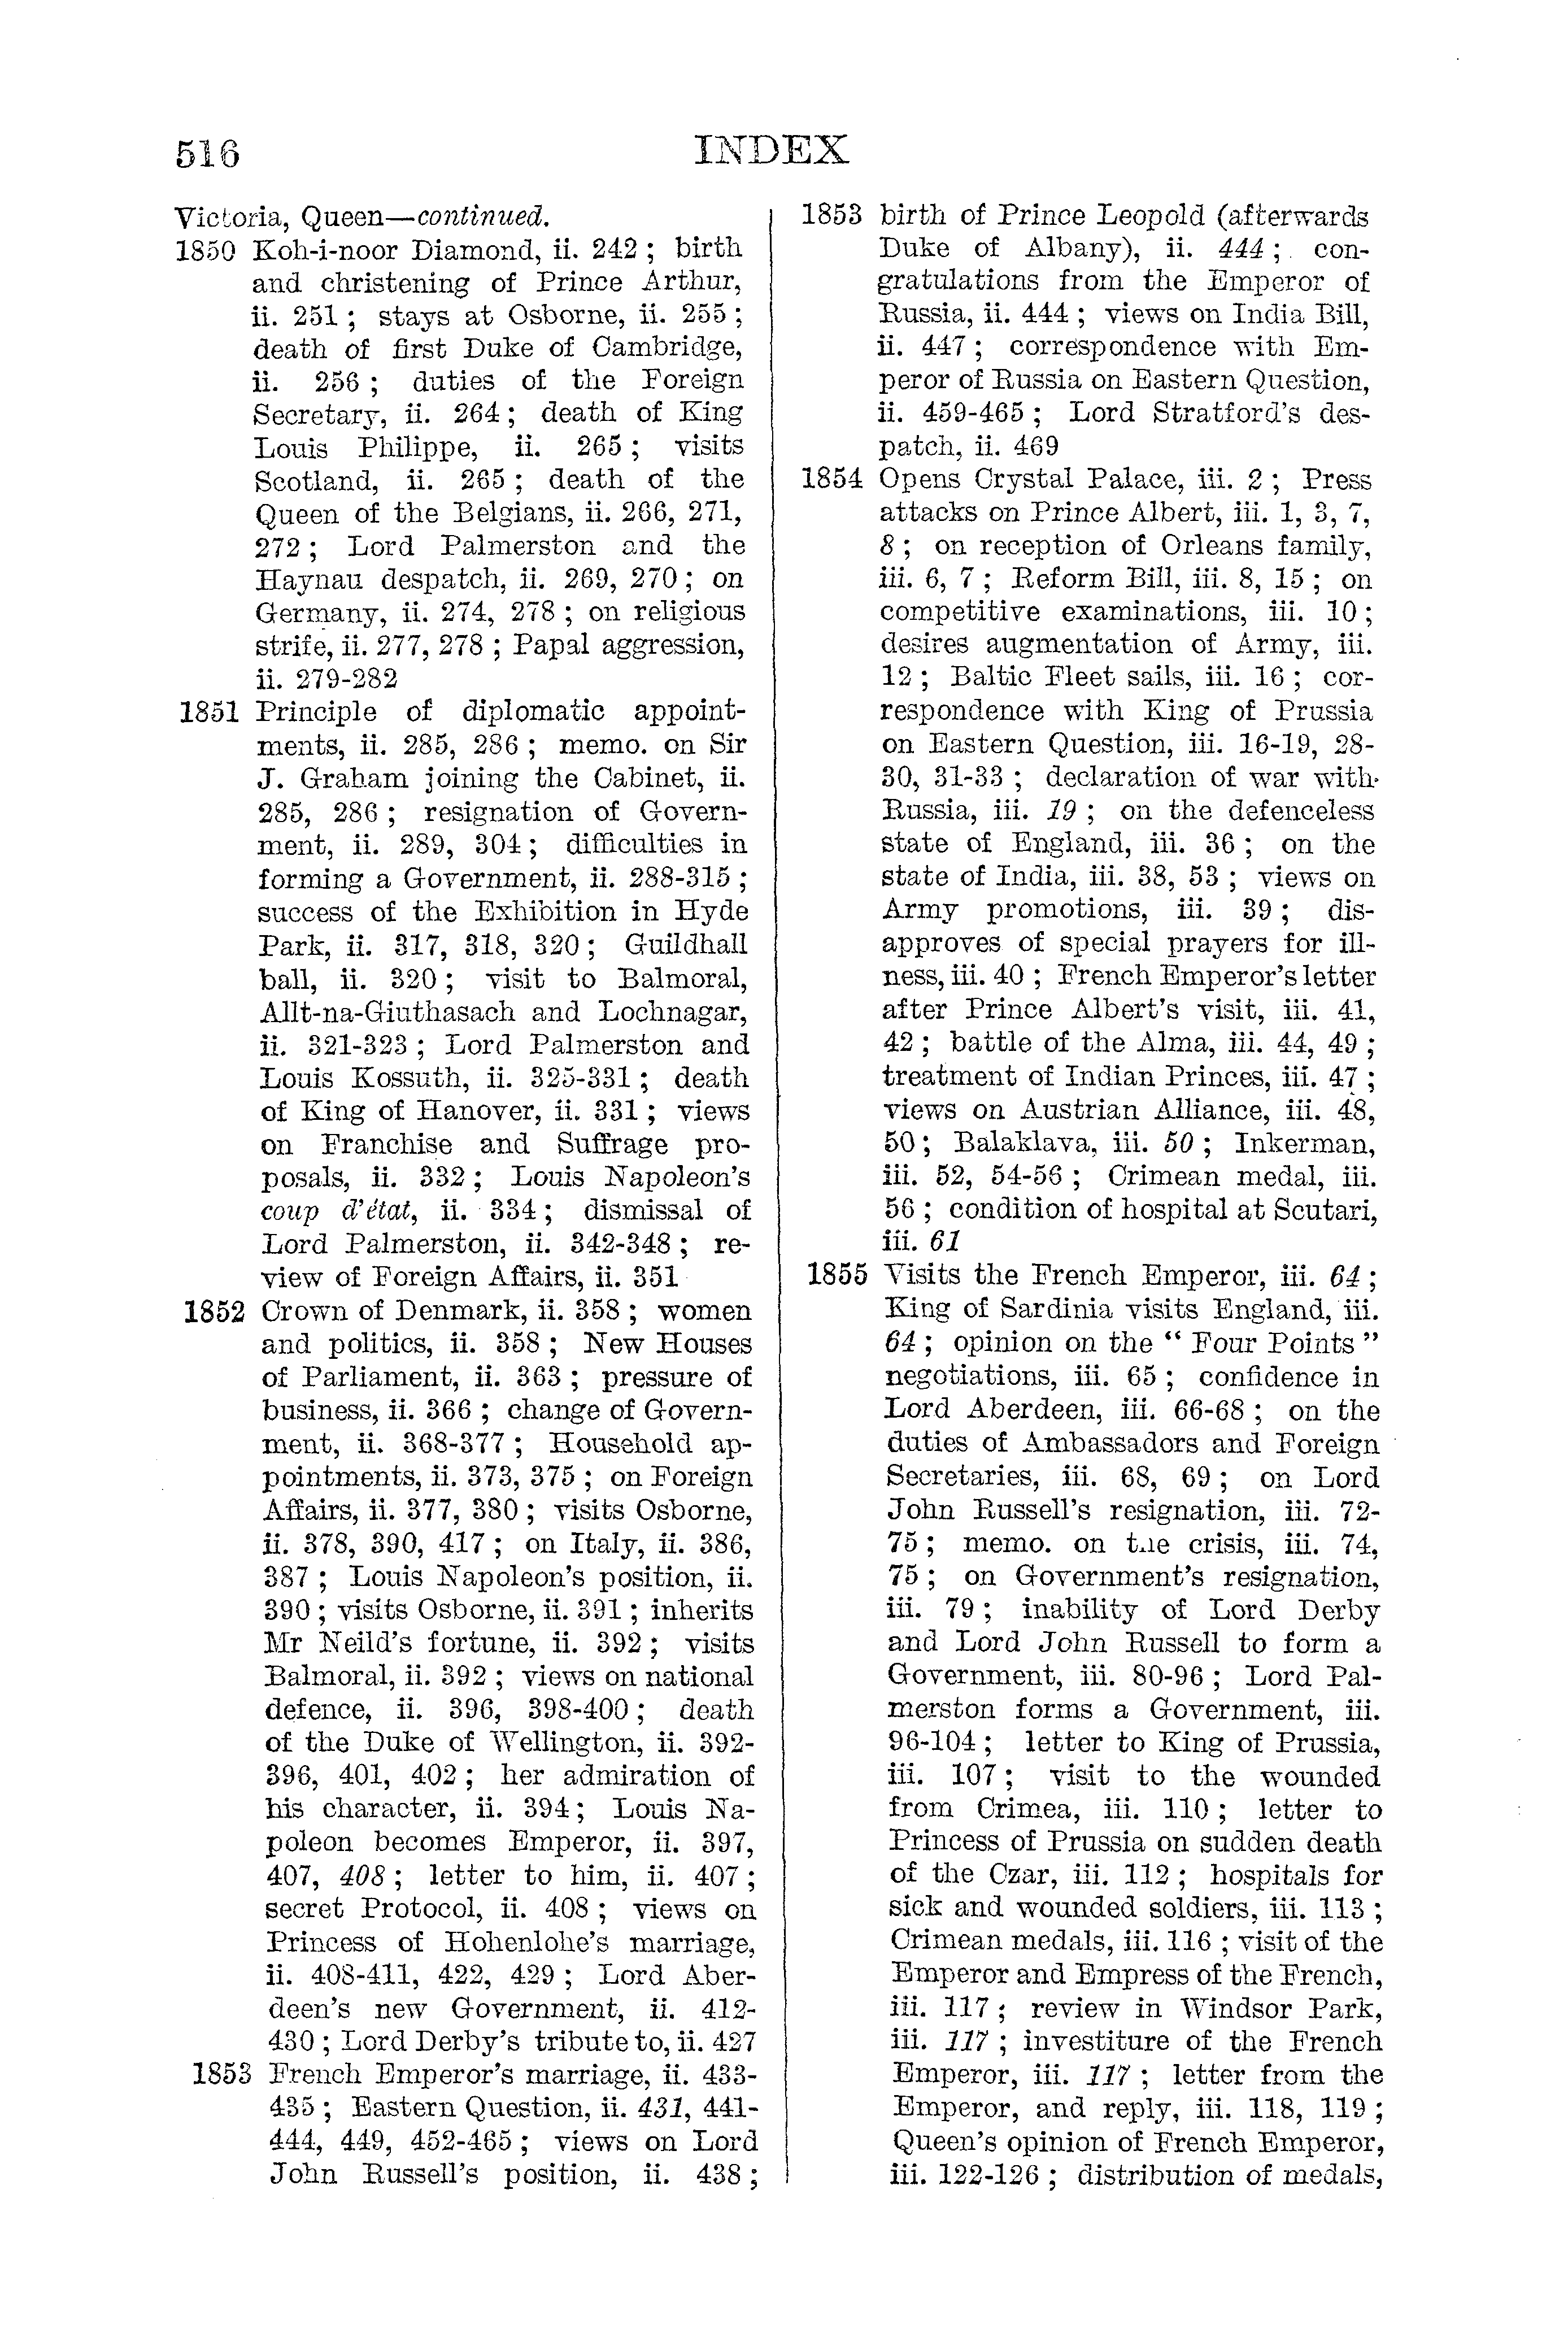 516
INDEX
Victoria, Queen—continued.
1850 Koh-i-noor Diamond, ii. 242 ; birth
and christening of Prince Arthur,
ii. 251 ; stays at Osborne, ii. 255 ;
death of first Duke of Cambridge,
ii. 256 ; duties of the Foreign
Secretary, ii. 264 ; death of King
Louis Philippe, ii. 265 ; visits
Scotland, ii. 265 ; death of the
Queen of the Belgians, ii. 266, 271,
272 ; Lord Palmerston and the
Haynau despatch, ii. 269, 270 ; on
Germany, ii. 274, 278 ; on religious
strife, ii. 277, 278 ; Papal aggression,
ii. 279-282
1851 Principle of diplomatic appoint-
ments, ii. 285, 286 ; memo. on Sir
J. Graham joining the Cabinet, ii.
285, 286 ; resignation of Govern-
ment, ii. 289, 304 ; difficulties in
forming a Government, ii. 288-315 ;
success of the Exhibition in Hyde
Park, ii. 317, 318, 320 ; Guildhall
ball, ii. 320 ; visit to Balmoral,
Allt-na-Giuthasach and Lochnagar,
ii. 321-323 ; Lord Palmerston and
Louis Kossuth, ii. 325-331 ; death
of King of Hanover, ii. 331 ; views
on Franchise and Suffrage pro-
posals, ii. 332 ; Louis Napoleon's
coup d'état, ii. 334 ; dismissal of
Lord Palmerston, ii. 342-348 ; re-
view of Foreign Affairs, ii. 351
1852 Crown of Denmark, ii. 358 ; women
and politics, ii. 358 ; New Houses
of Parliament, ii. 363 ; pressure of
business, ii. 366 ; change of Govern-
ment, ii. 368-377 ; Household ap-
pointments, ii. 373, 375 ; on Foreign
Affairs, ii. 377, 380 ; visits Osborne,
ii. 378, 390, 417 ; on Italy, ii. 386,
387 ; Louis Napoleon's position, ii.
390 ; visits Osborne, ii. 391 ; inherits
Mr Neild's fortune, ii. 392 ; visits
Balmoral, ii. 392 ; views on national
defence, ii. 396, 398-400 ; death
of the Duke of Wellington, ii. 392-
396, 401, 402 ; her admiration of
his character, ii. 394 ; Louis Na-
poleon becomes Emperor, ii. 397,
407, 408 ; letter to him, ii. 407 ;
secret Protocol, ii. 408 ; views on
Princess of Hohenlohe's marriage,
ii. 408-411, 422, 429 ; Lord Aber-
deen's new Government, ii. 412-
430 ; Lord Derby's tribute to, ii. 427
1853 French Emperor's marriage, ii. 433-
435 ; Eastern Question, ii. 431, 441-
444, 449, 452-465 ; views on Lord
John Russell's position, ii. 438 ;
1853 birth of Prince Leopold (afterwards
Duke of Albany), ii. 444 ; con-
gratulations from the Emperor of
Russia, ii. 444 ; views on India Bill,
ii. 447 ; correspondence with Em-
peror of Russia on Eastern Question,
ii. 459-465 ; Lord Stratford's des-
patch, ii. 469
1854 Opens Crystal Palace, iii. 2 ; Press
attacks on Prince Albert, iii. 1, 3, 7,
8 ; on reception of Orleans family,
iii. 6, 7 ; Reform Bill, iii. 8, 15 ; on
competitive examinations, iii. 10 ;
desires augmentation of Army, iii.
12 ; Baltic Fleet sails, iii. 16 ; cor-
respondence with King of Prussia
on Eastern Question, iii. 16-19, 28-
30, 31-33 ; declaration of war with
Russia, iii. 19 ; on the defenceless
state of England, iii. 36 ; on the
state of India, iii. 38, 53 ; views on
Army promotions, iii. 39 ; dis-
approves of special prayers for ill-
ness, iii. 40 ; French Emperor's letter
after Prince Albert's visit, iii. 41,
42 ; battle of the Alma, iii. 44, 49 ;
treatment of Indian Princes, iii. 47 ;
views on Austrian Alliance, iii. 48,
50 ; Balaklava, iii. 50 ; Inkerman,
iii. 52, 54-56 ; Crimean medal, iii.
56 ; condition of hospital at Scutari,
iii. 61
1855 Visits the French Emperor, iii. 64 ;
King of Sardinia visits England, iii.
64 ; opinion on the “ Four Points ”
negotiations, iii. 65 ; confidence in
Lord Aberdeen, iii. 66-68 ; on the
duties of Ambassadors and Foreign
Secretaries, iii. 68, 69 ; on Lord
John Russell's resignation, iii. 72-
75 ; memo. on the crisis, iii. 74,
75 ; on Government's resignation,
iii. 79 ; inability of Lord Derby
and Lord John Russell to form a
Government, iii. 80-96 ; Lord Pal-
merston forms a Government, iii.
96-104 ; letter to King of Prussia,
iii. 107 ; visit to the wounded
from Crimea, iii. 110 ; letter to
Princess of Prussia on sudden death
of the Czar, iii. 112 ; hospitals for
sick and wounded soldiers, iii. 113 ;
Crimean medals, iii. 116 ; visit of the
Emperor and Empress of the French,
iii. 117 ; review in Windsor Park,
iii. 117 ; investiture of the French
Emperor, iii. 117 ; letter from the
Emperor, and reply, iii. 118, 119 ;
Queen's opinion of French Emperor,
iii. 122-126 ; distribution of medals,